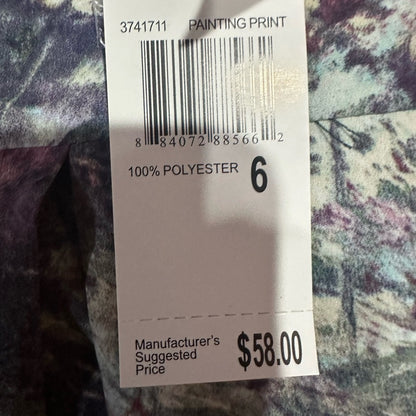 3741711 PAINTING PRINT
8 84072 88566 2
100% POLYESTER 6
Manufacturer's
Suggested
Price $58.00